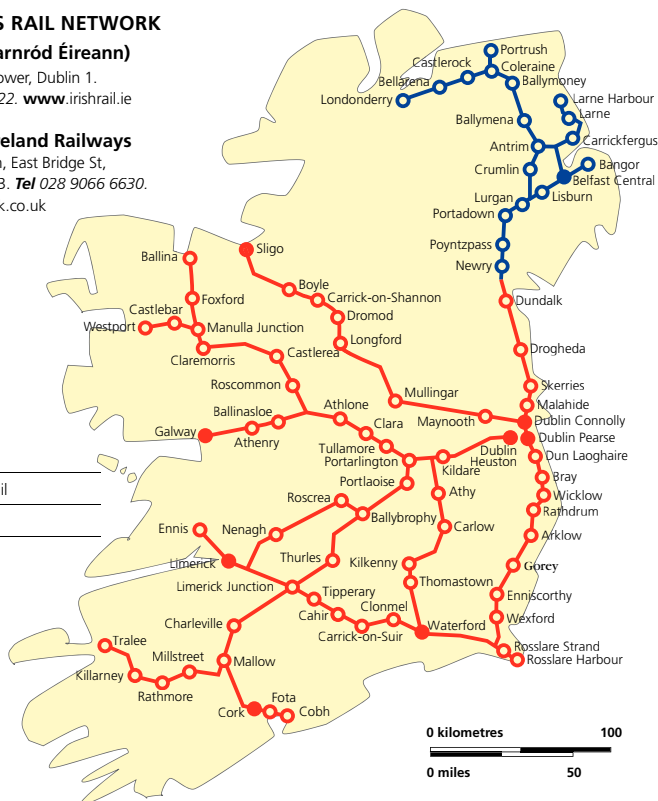 S RAIL NETWORK
arnród Éireann)
ower, Dublin 1.
22. www.irishrail.ie
eland Railways
n, East Bridge St,
3. Tel 028 9066 6630.
k.co.uk
Portrush
Castlerock
Coleraine
Bellarena
Ballymoney
Londonderry
Larne Harbour
Larne
Ballymena
Carrickfergus
Antrim
Bangor
Crumlin
Belfast Central
Lisburn
Lurgan
Portadown
Poyntzpass
Newry
Sligo
Ballina
Boyle
Foxford
Carrick-on-Shannon
Dundalk
Castlebar
Dromod
Westport
Manulla Junction
Longford
Drogheda
Claremorris
Castlerea
Roscommon
Skerries
Mullingar
Malahide
Ballinasloe
Athlone
Maynooth
Dublin Connolly
Galway
Clara
Dublin Pearse
Athenry
Tullamore
Dublin
Heuston
Dun Laoghaire
Portarlington
Kildare
Bray
Portlaoise
il
Athy
Wicklow
Roscrea
Rathdrum
Ennis
Nenagh
Ballybrophy
Carlow
Arklow
Limerick
Thurles
Kilkenny
Gorey
Limerick Junction
Thomastown
Tipperary
Enniscorthy
Cahir
Clonmel
Wexford
Charleville
Carrick-on-Suir
Waterford
Tralee
Rosslare Strand
Millstreet
Mallow
Rosslare Harbour
Killarney
Rathmore
Fota
Cork
Cobh
0 kilometres 100
0 miles 50